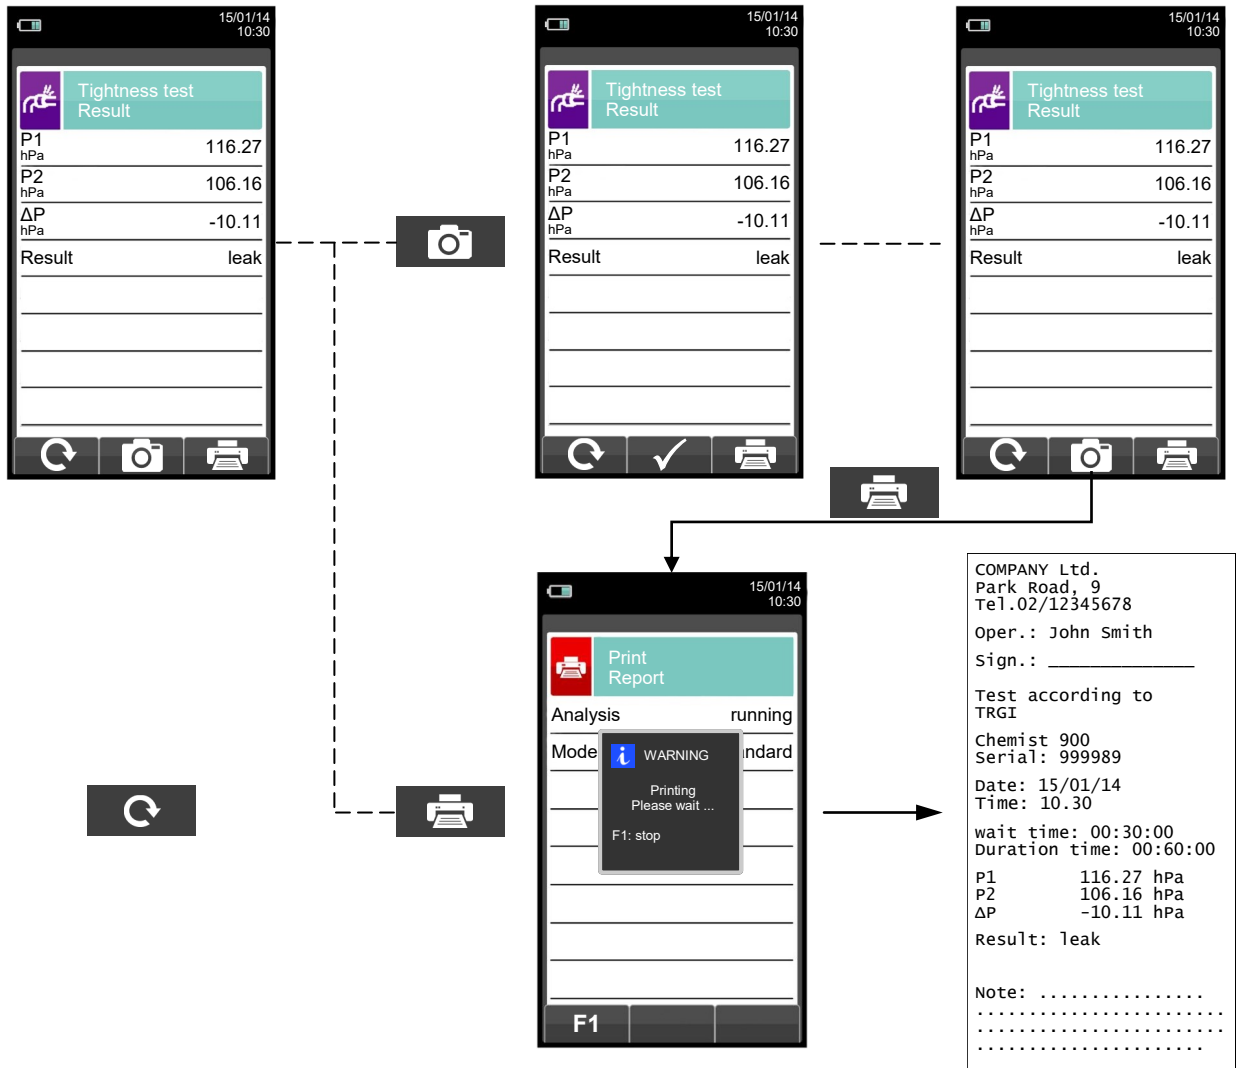 15/01/14
10:30
Tightness test
Result
P1
hPa
116.27
P2
hPa
106.16
ΔP
hPa
-10.11
Result leak
15/01/14
10:30
Tightness test
Result
P1
hPa
116.27
P2
hPa
106.16
ΔP
hPa
-10.11
Result leak
15/01/14
10:30
Tightness test
Result
P1
hPa
116.27
P2
hPa
106.16
ΔP
hPa
-10.11
Result leak
15/01/14
10:30
Print
Report
Analysis running
Mode ndard
i WARNING
Printing
Please wait ...
F1: stop
F1
COMPANY Ltd.
Park Road, 9
Tel.02/12345678
Oper.: John Smith
Sign.: ______________
Test according to
TRGI
Chemist 900
Serial: 999989
Date: 15/01/14
Time: 10.30
wait time: 00:30:00
Duration time: 00:60:00
P1 116.27 hPa
P2 106.16 hPa
ΔP -10.11 hPa
Result: leak
Note: ................
........................
........................
......................